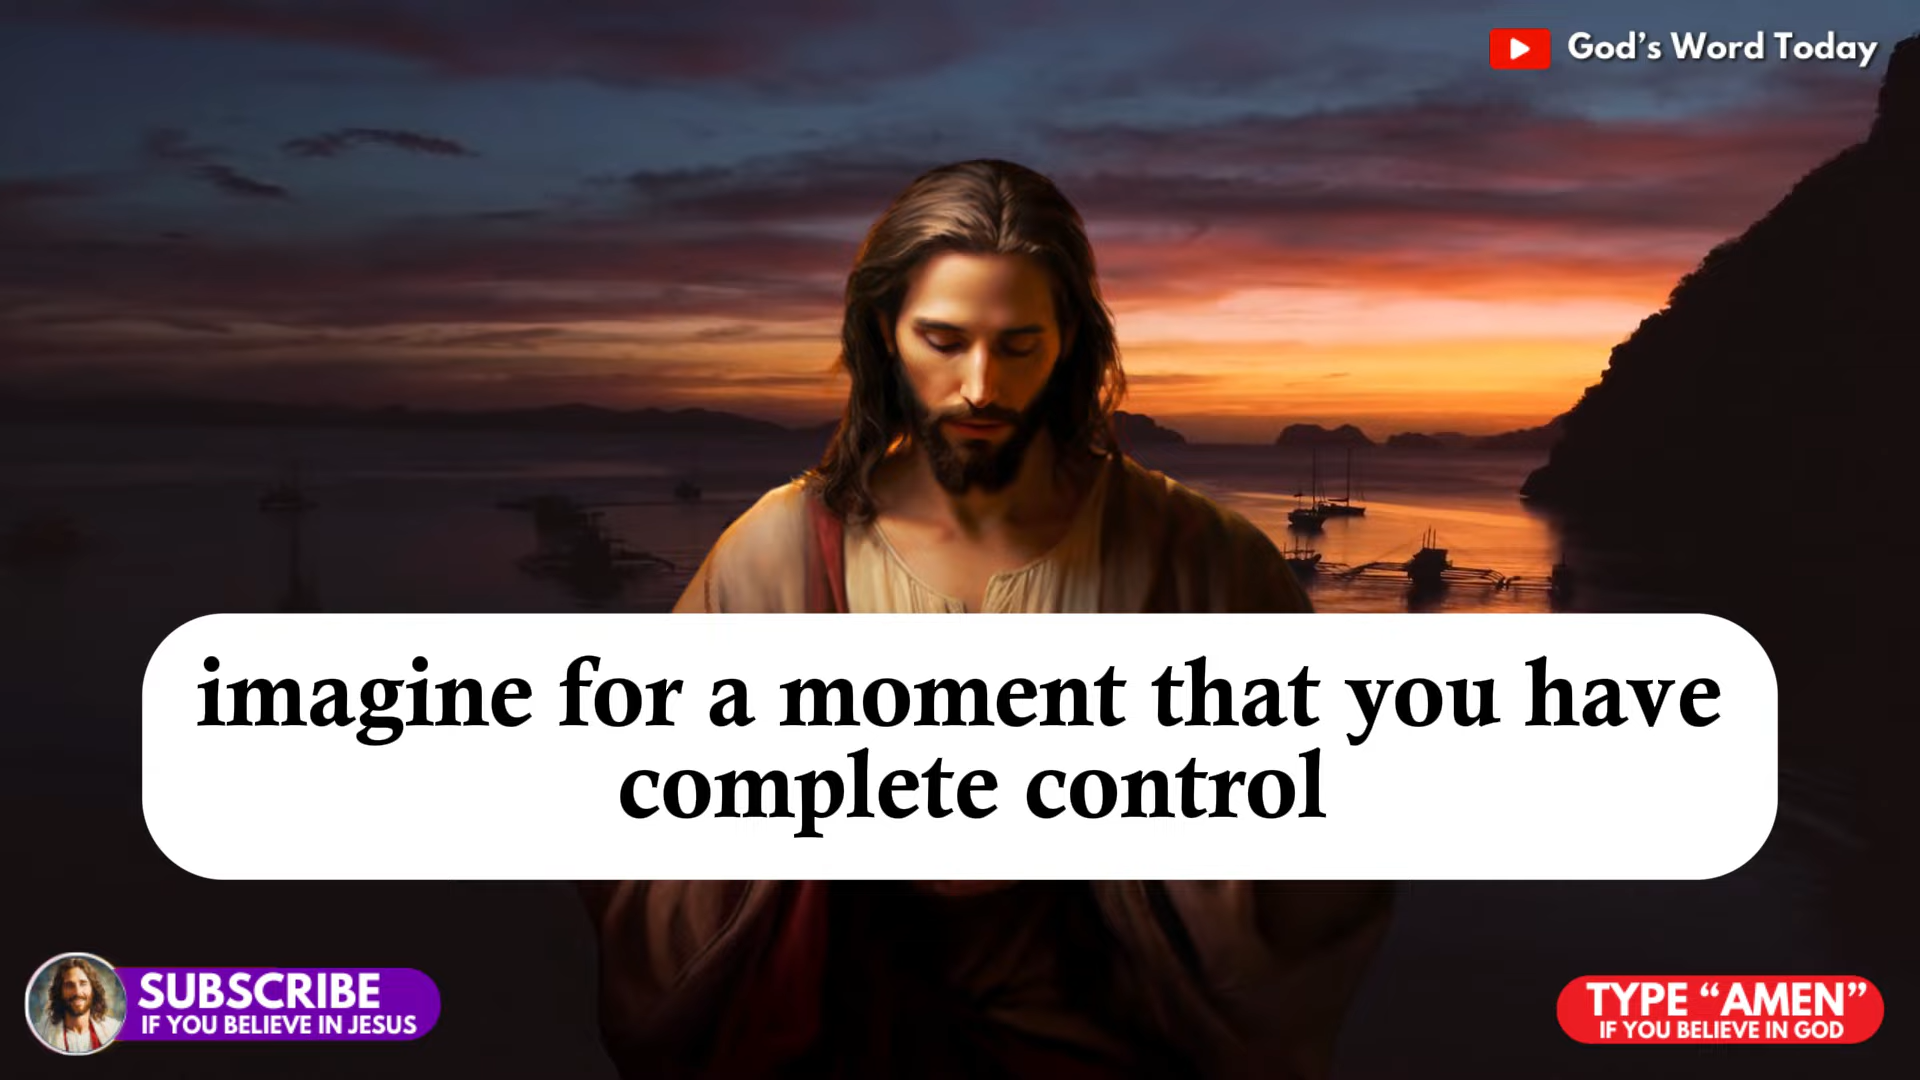 God’s Word Today
imagine for a moment that you have
complete control
SUBSCRIBE
IF YOU BELIEVE IN JESUS
TYPE “AMEN”
IF YOU BELIEVE IN GOD